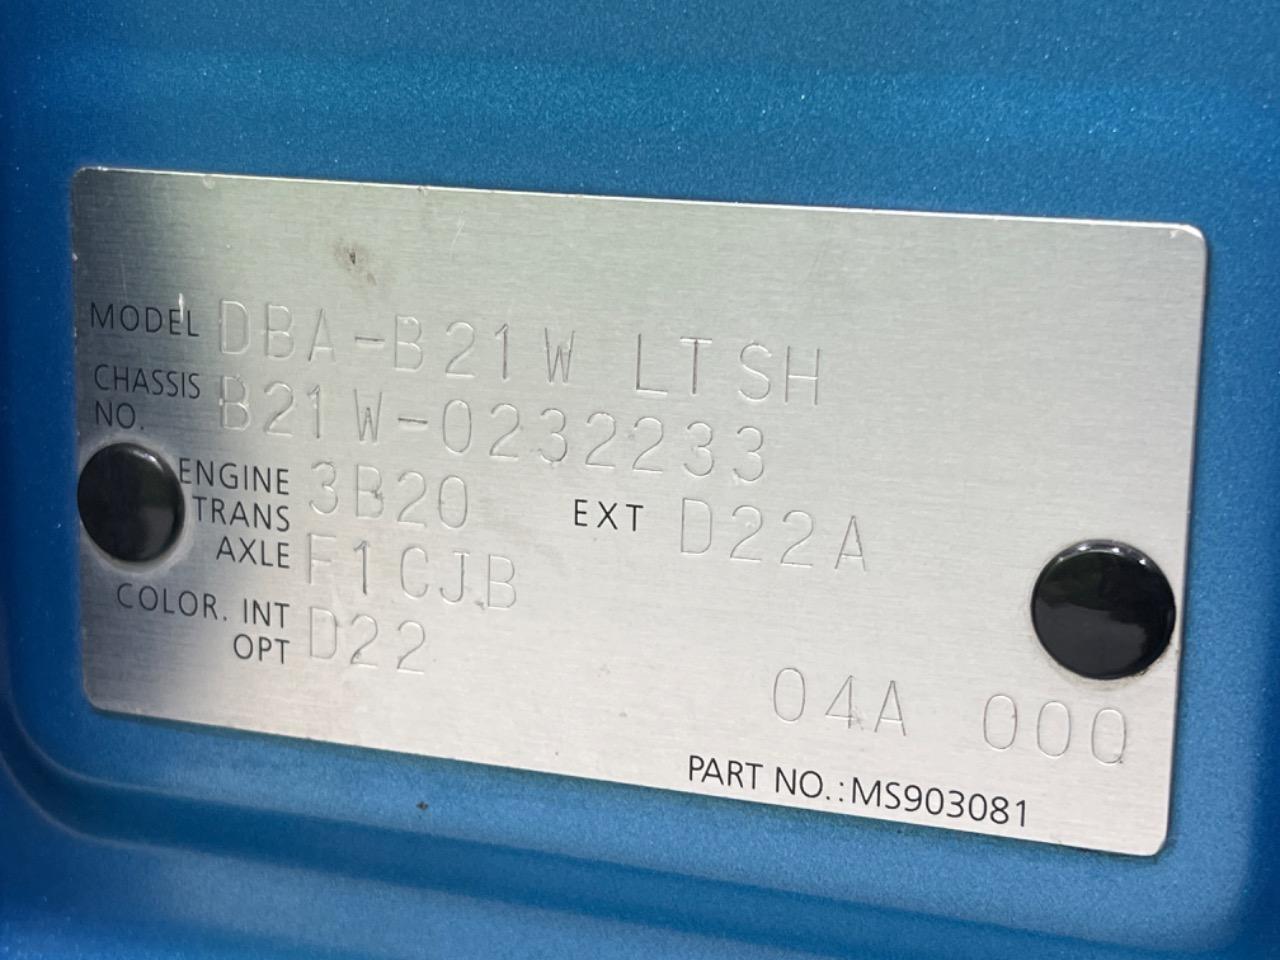 MODEL DBA-B21W LTSH
CHASSIS NO. B21W-0232233
ENGINE 3B20 EXT D22A
TRANS AXLE F1CJB
COLOR. INT OPT D22
04A 000
PART NO.:MS903081